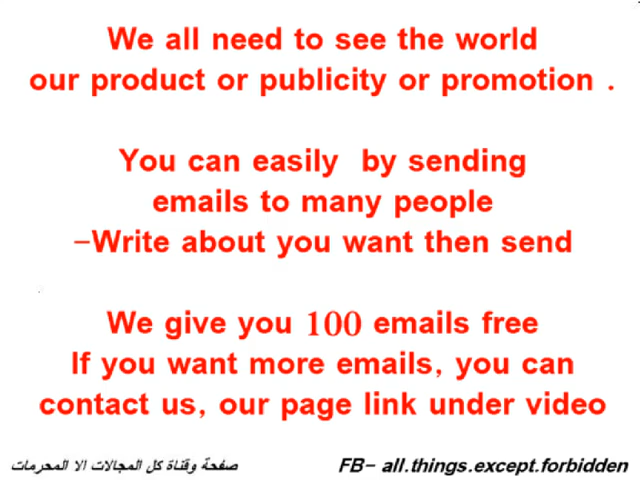 We all need to see the world
our product or publicity or promotion .
You can easily by sending
emails to many people
-Write about you want then send
We give you 100 emails free
If you want more emails, you can
contact us, our page link under video
صفحة وقناة كل المجالات الا المحرمات
FB- all.things.except.forbidden